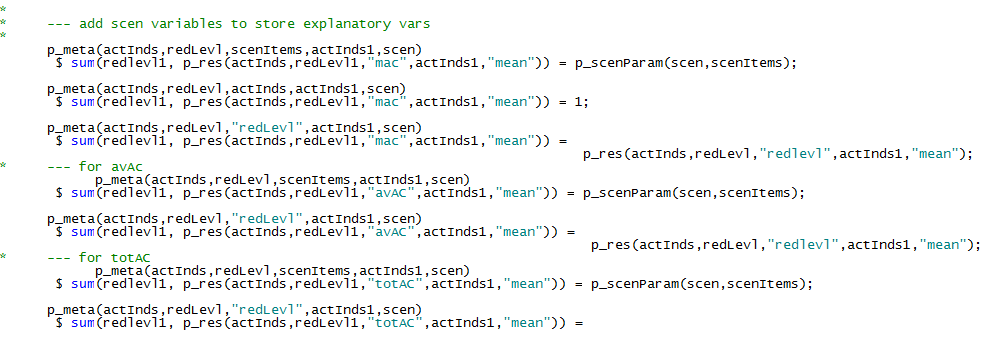 *
*     --- add scen variables to store explanatory vars
*
      p_meta(actInds,redLevl,scenItems,actInds1,scen)
       $ sum(redlevl1, p_res(actInds,redLevl1,"mac",actInds1,"mean")) = p_scenParam(scen,scenItems);

      p_meta(actInds,redLevl,actInds,actInds1,scen)
       $ sum(redlevl1, p_res(actInds,redLevl1,"mac",actInds1,"mean")) = 1;

      p_meta(actInds,redLevl,"redLevl",actInds1,scen)
       $ sum(redlevl1, p_res(actInds,redLevl1,"mac",actInds1,"mean")) =
                                                                         p_res(actInds,redLevl,"redlevl",actInds1,"mean");
*     --- for avAC
            p_meta(actInds,redLevl,scenItems,actInds1,scen)
       $ sum(redlevl1, p_res(actInds,redLevl1,"avAC",actInds1,"mean")) = p_scenParam(scen,scenItems);

      p_meta(actInds,redLevl,"redLevl",actInds1,scen)
       $ sum(redlevl1, p_res(actInds,redLevl1,"avAC",actInds1,"mean")) =
                                                                          p_res(actInds,redLevl,"redlevl",actInds1,"mean");
*     --- for totAC
            p_meta(actInds,redLevl,scenItems,actInds1,scen)
       $ sum(redlevl1, p_res(actInds,redLevl1,"totAC",actInds1,"mean")) = p_scenParam(scen,scenItems);

      p_meta(actInds,redLevl,"redLevl",actInds1,scen)
       $ sum(redlevl1, p_res(actInds,redLevl1,"totAC",actInds1,"mean")) =